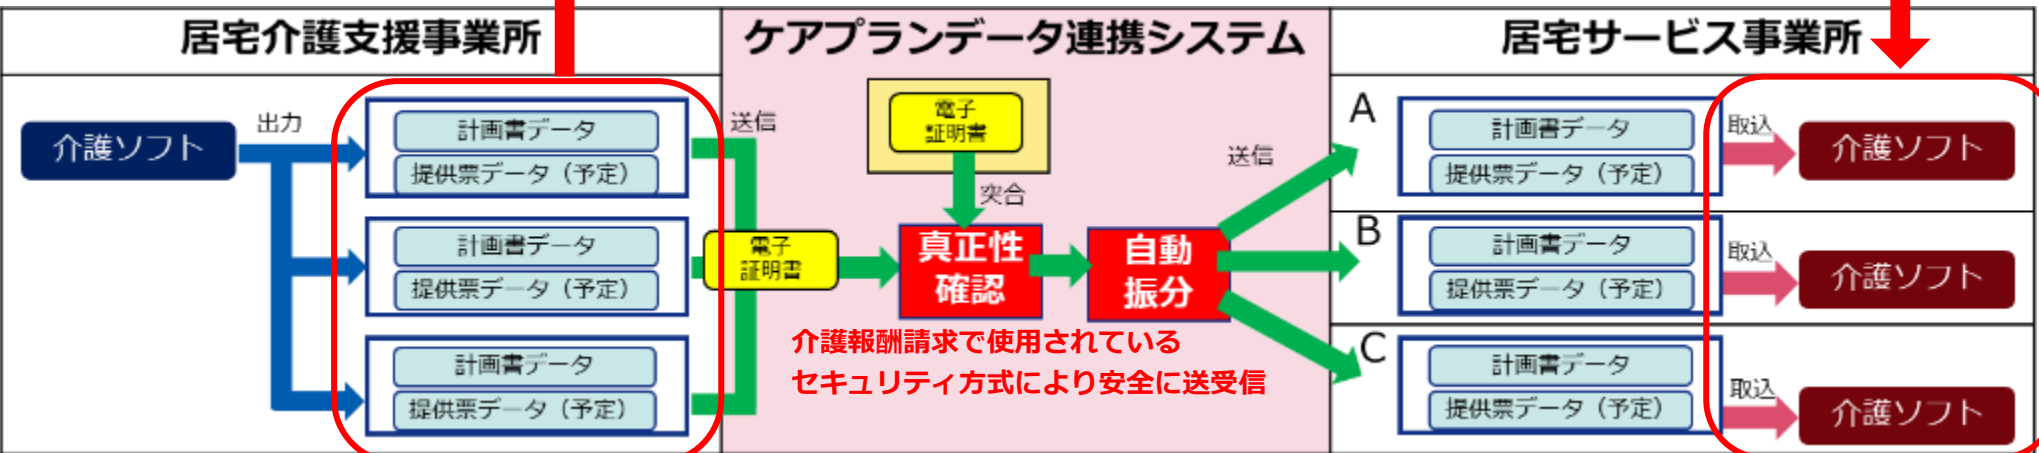 居宅介護支援事業所
ケアプランデータ連携システム
居宅サービス事業所
介護ソフト
出力
計画書データ
提供票データ（予定）
計画書データ
提供票データ（予定）
計画書データ
提供票データ（予定）
送信
電子
証明書
電子
証明書
突合
真正性
確認
自動
振分
介護報酬請求で使用されている
セキュリティ方式により安全に送受信
送信
A
計画書データ
提供票データ（予定）
取込
介護ソフト
B
計画書データ
提供票データ（予定）
取込
介護ソフト
C
計画書データ
提供票データ（予定）
取込
介護ソフト